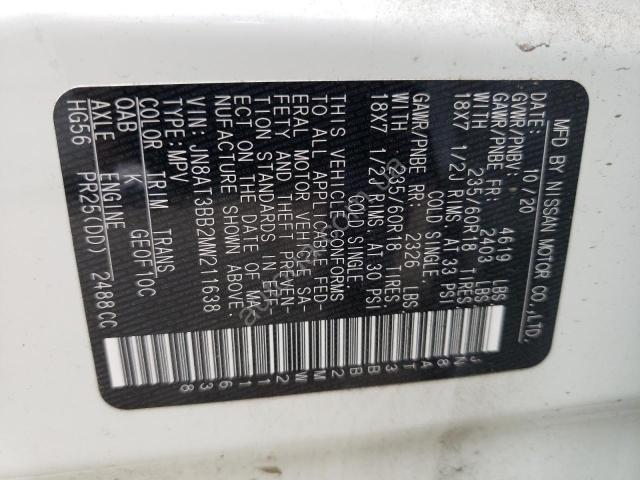 MFD BY NISSAN MOTOR CO.,LTD.
DATE: 10/20
GVWR/PNBV: 4619 LBS
GAWR/PNBE FR: 2403 LBS
235/60R18 TIRES:
18X7 1/2J RIMS AT 33 PSI
COLD SINGLE
GAWR/PNBE RR: 2326 LBS
235/60R18 TIRES:
18X7 1/2J RIMS AT 30 PSI
COLD SINGLE
THIS VEHICLE CONFORMS
TO ALL APPLICABLE FED-
ERAL MOTOR VEHICLE SA-
FETY AND THEFT PREVEN-
TION STANDARDS IN EFF-
ECT ON THE DATE OF MA-
NUFACTURE SHOWN ABOVE.
VIN: JN8AT3BB2MW211638
TYPE: MPV
COLOR TRIM TRANS
QAB K GE0F10C
AXLE ENGINE
HG56 PR25(DD) 2488CC
JN8AT3BB2MW211638